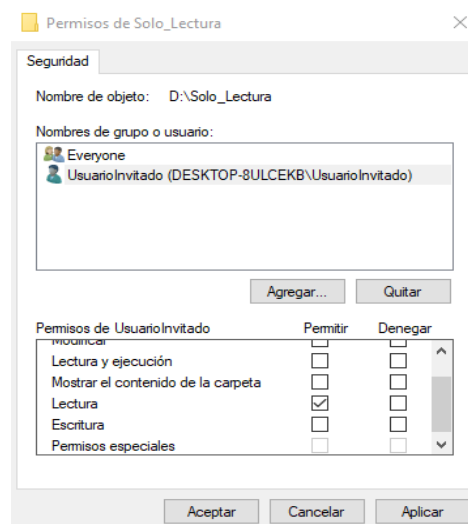 Permisos de Solo_Lectura
Seguridad
Nombre de objeto: D:\Solo_Lectura
Nombres de grupo o usuario:
Everyone
UsuarioInvitado (DESKTOP-8ULCEKB\UsuarioInvitado)
Agregar... Quitar
Permisos de UsuarioInvitado Permitir Denegar
Modificar
Lectura y ejecución
Mostrar el contenido de la carpeta
Lectura
Escritura
Permisos especiales
Aceptar Cancelar Aplicar